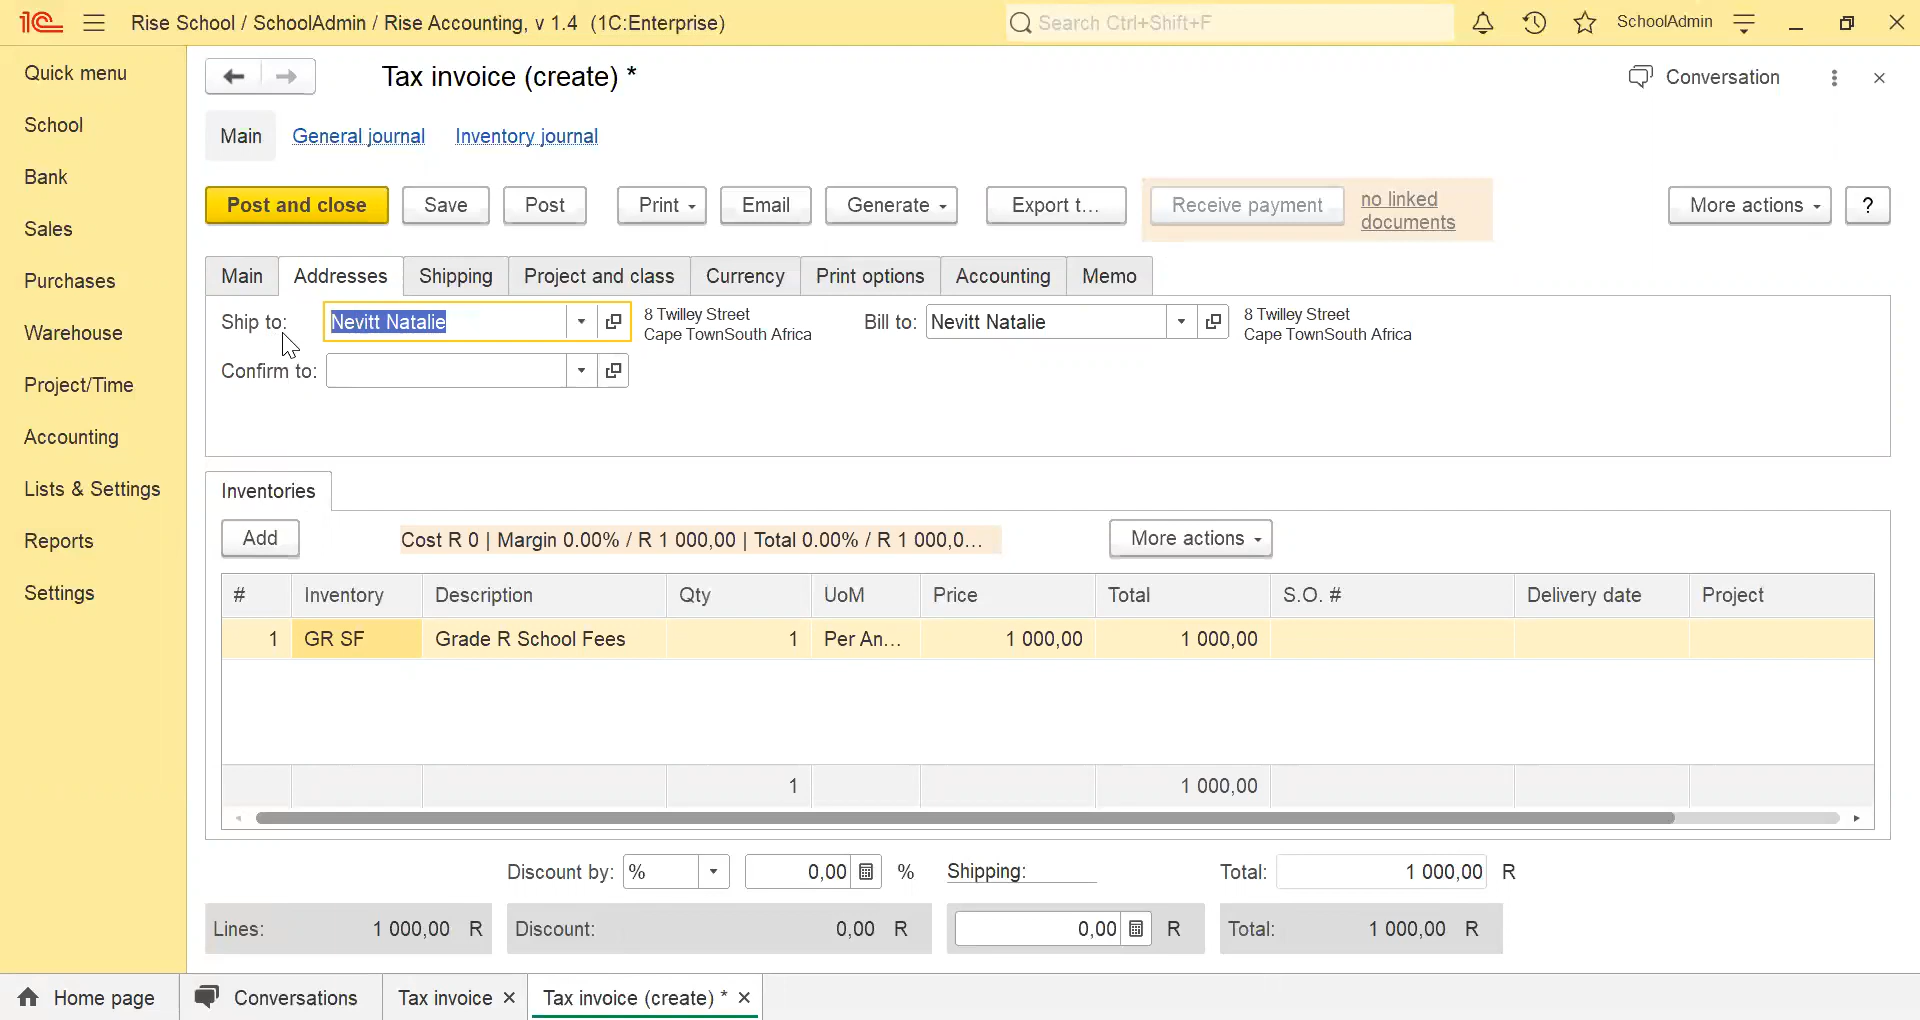 1C Rise School / SchoolAdmin / Rise Accounting, v 1.4 (1C:Enterprise) Search Ctrl+Shift+F SchoolAdmin
Quick menu
School
Bank
Sales
Purchases
Warehouse
Project/Time
Accounting
Lists & Settings
Reports
Settings
Tax invoice (create) * Conversation
Main General journal Inventory journal
Post and close Save Post Print Email Generate Export t... Receive payment no linked
documents More actions ?
Main Addresses Shipping Project and class Currency Print options Accounting Memo
Ship to: Nevitt Natalie 8 Twilley Street
Cape TownSouth Africa
Bill to: Nevitt Natalie 8 Twilley Street
Cape TownSouth Africa
Confirm to:
Inventories
Add Cost R 0 | Margin 0.00% / R 1 000,00 | Total 0.00% / R 1 000,0... More actions
# Inventory Description Qty UoM Price Total S.O. # Delivery date Project
1 GR SF Grade R School Fees 1 Per An... 1 000,00 1 000,00
1 1 000,00
Discount by: % 0,00 % Shipping: Total: 1 000,00 R
Lines: 1 000,00 R Discount: 0,00 R 0,00 R Total: 1 000,00 R
Home page Conversations Tax invoice Tax invoice (create) *